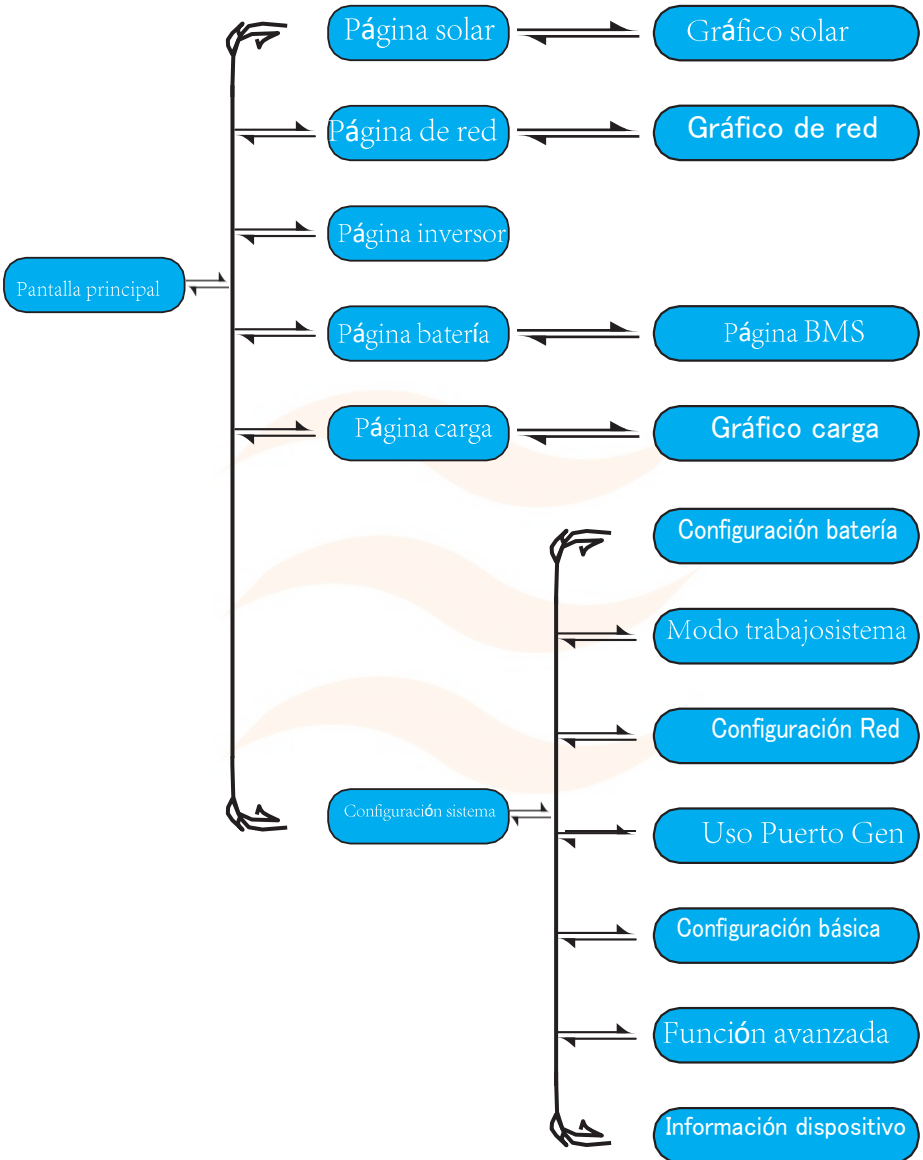 Página solar
Gráfico solar
Página de red
Gráfico de red
Página inversor
Pantalla principal
Página batería
Página BMS
Página carga
Gráfico carga
Configuración batería
Modo trabajosistema
Configuración Red
Configuración sistema
Uso Puerto Gen
Configuración básica
Función avanzada
Información dispositivo